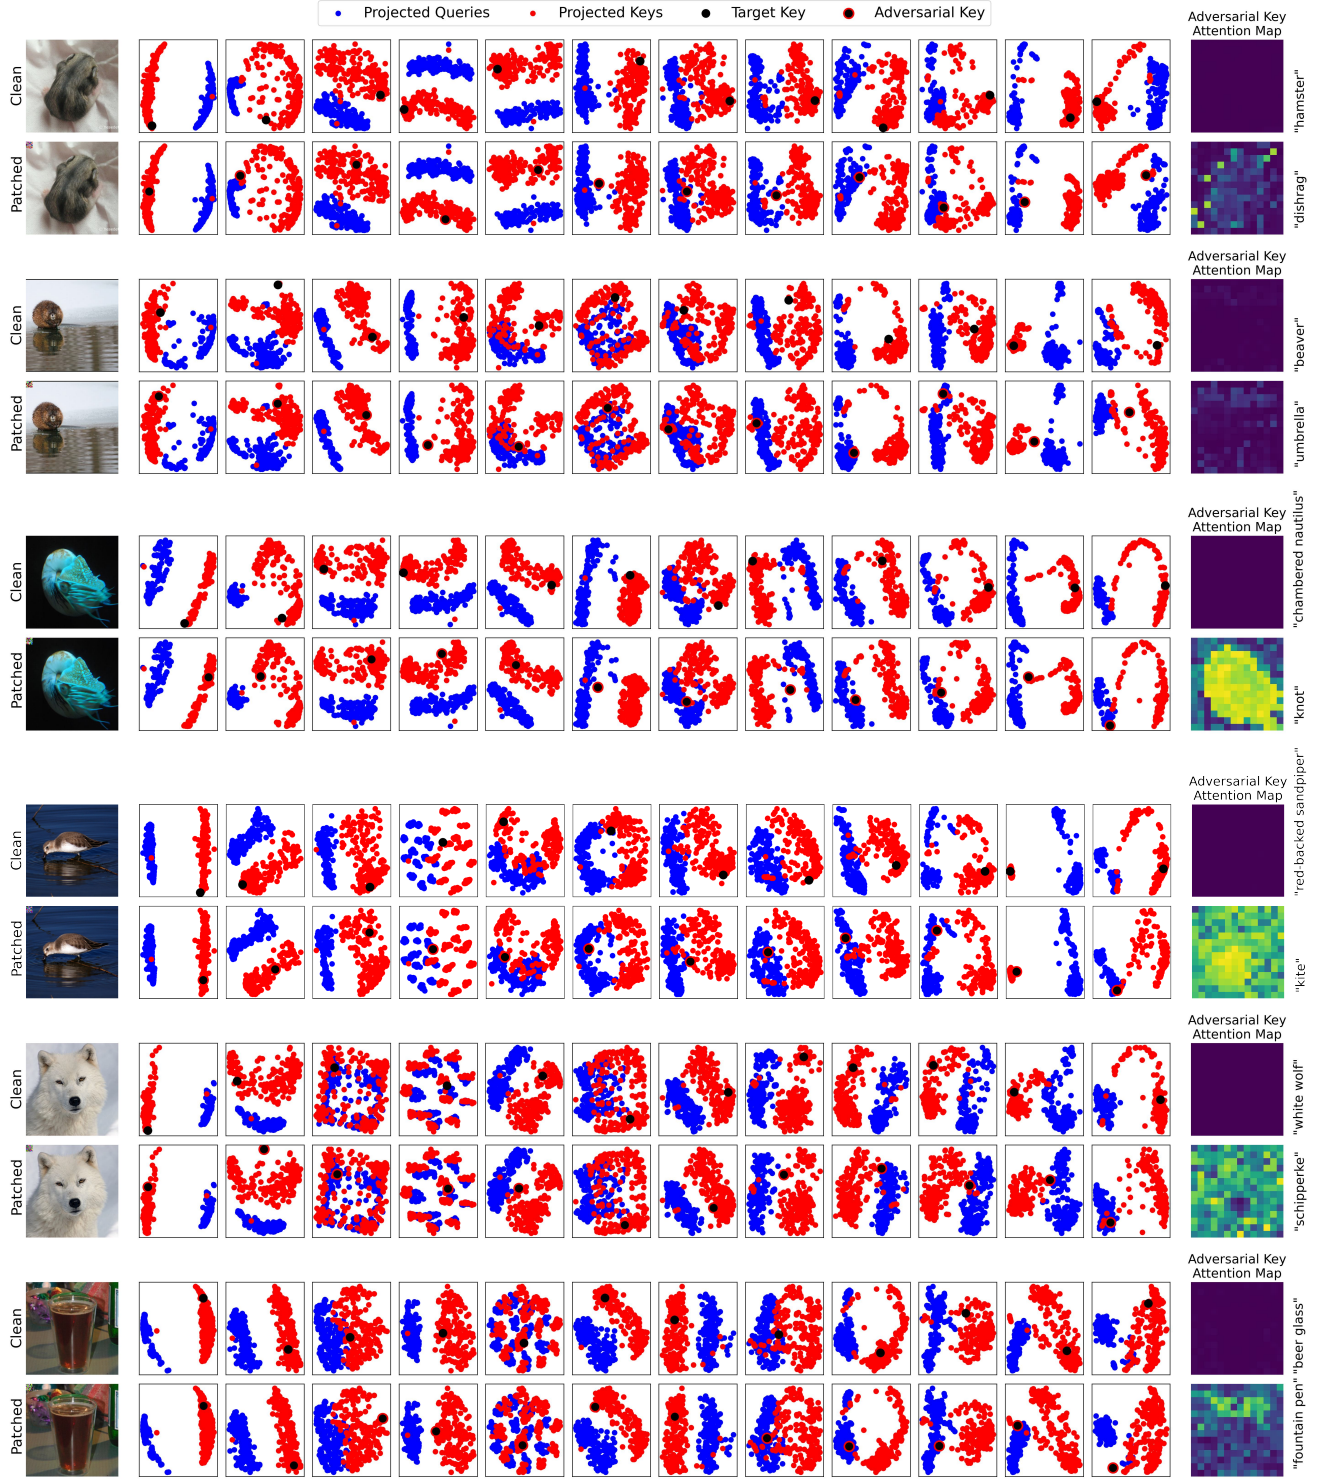 Projected Queries
Projected Keys
Target Key
Adversarial Key
Adversarial Key
Attention Map
Clean
"hamster"
Patched
"dishrag"
Adversarial Key
Attention Map
Clean
"beaver"
Patched
"umbrella"
Adversarial Key
Attention Map
Clean
"chambered nautilus"
Patched
"knot"
Adversarial Key
Attention Map
Clean
"red-backed sandpiper"
Patched
"kite"
Adversarial Key
Attention Map
Clean
"white wolf"
Patched
"schipperke"
Adversarial Key
Attention Map
Clean
"beer glass"
Patched
"fountain pen"